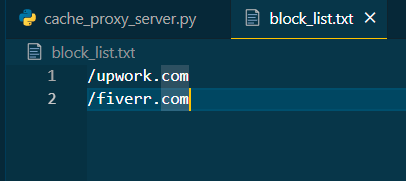 cache_proxy_server.py
block_list.txt
block_list.txt
1 /upwork.com
2 /fiverr.com